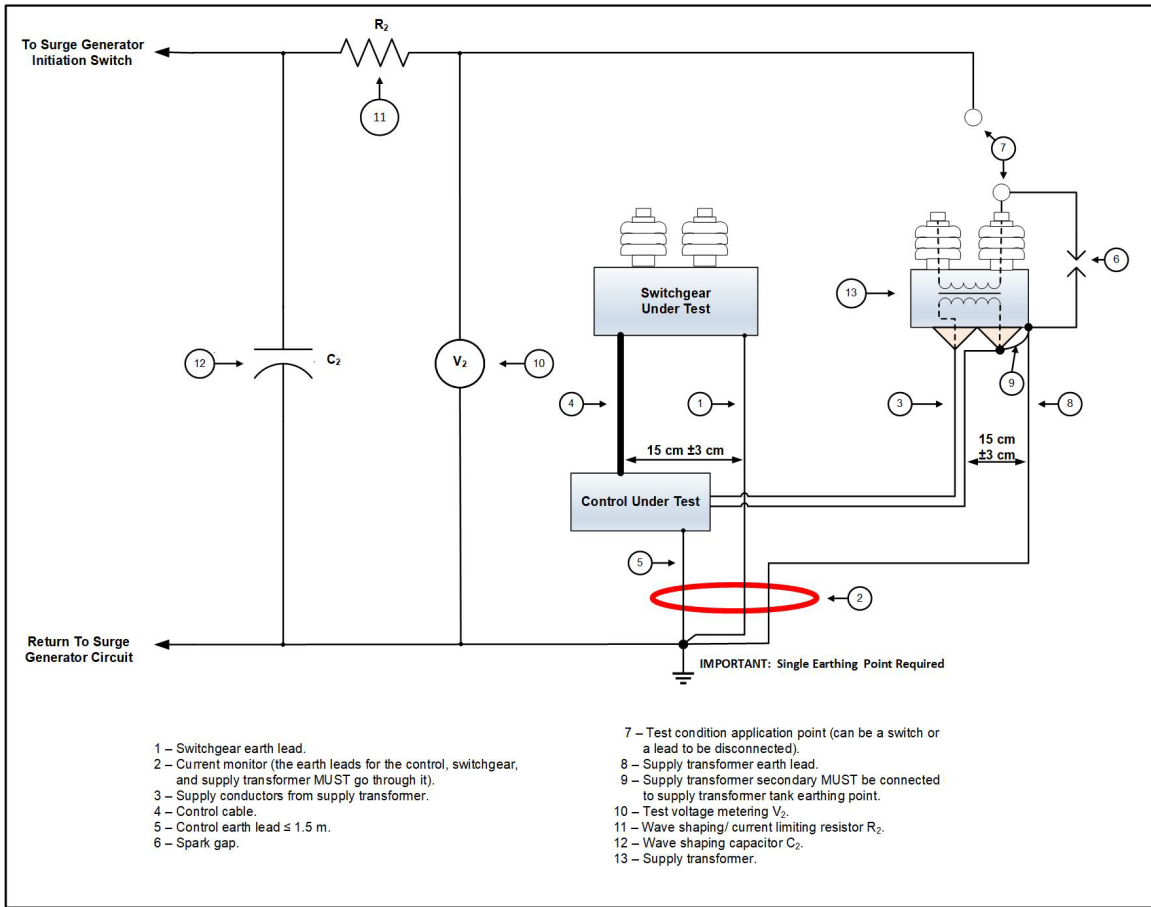 R₂
To Surge Generator
Initiation Switch
11
7
6
13
Switchgear
Under Test
12
C₂
V₂
10
9
4
1
3
8
15 cm ±3 cm
15 cm
±3 cm
Control Under Test
5
2
Return To Surge
Generator Circuit
IMPORTANT: Single Earthing Point Required
1 – Switchgear earth lead.
2 – Current monitor (the earth leads for the control, switchgear,
and supply transformer MUST go through it).
3 – Supply conductors from supply transformer.
4 – Control cable.
5 – Control earth lead ≤ 1.5 m.
6 – Spark gap.
7 – Test condition application point (can be a switch or
a lead to be disconnected).
8 – Supply transformer earth lead.
9 – Supply transformer secondary MUST be connected
to supply transformer tank earthing point.
10 – Test voltage metering V₂.
11 – Wave shaping/ current limiting resistor R₂.
12 – Wave shaping capacitor C₂.
13 – Supply transformer.